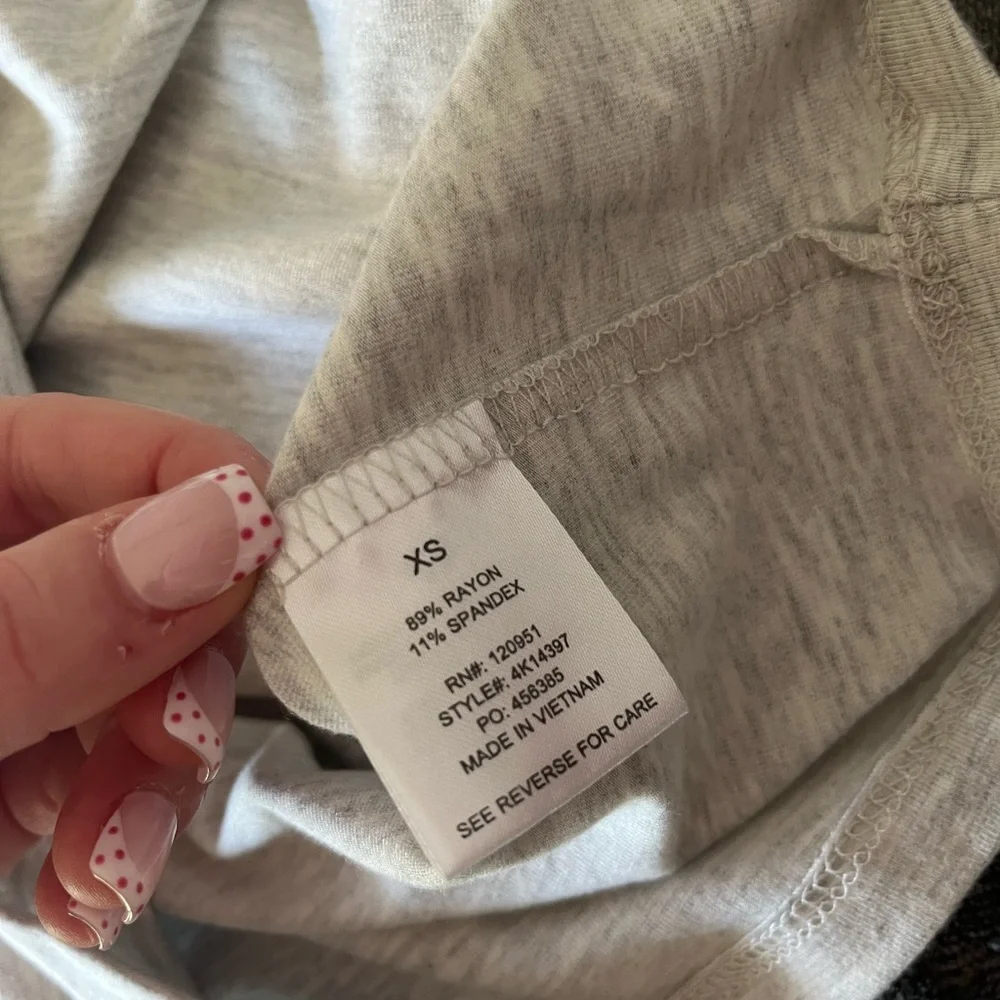 XS
89% RAYON
11% SPANDEX
RN#: 120951
STYLE#: 4K14397
PO: 456385
MADE IN VIETNAM
SEE REVERSE FOR CARE